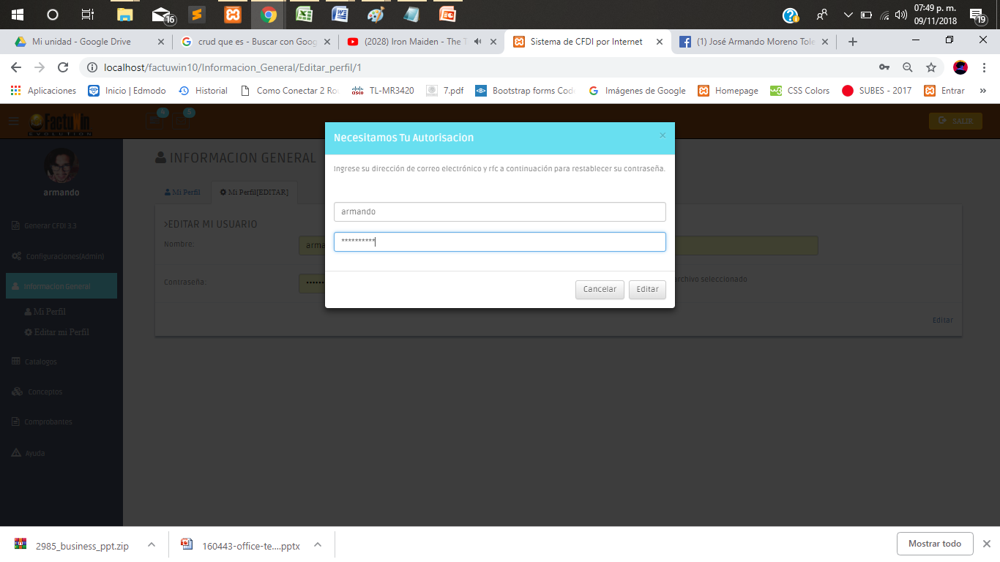 16
07:49 p. m.
09/11/2018
19
Mi unidad - Google Drive
crud que es - Buscar con Goog
(2028) Iron Maiden - The T
Sistema de CFDI por Internet
(1) José Armando Moreno Tole
localhost/factuwin10/Informacion_General/Editar_perfil/1
Aplicaciones
Inicio | Edmodo
Historial
Como Conectar 2 Ro
TL-MR3420
7.pdf
Bootstrap forms Cod
Imágenes de Google
Homepage
CSS Colors
SUBES - 2017
Entrar
»
FactuWin
EVOLUTION
4
5
SALIR
Necesitamos Tu Autorisacion
×
Ingrese su dirección de correo electrónico y rfc a continuación para restablecer su contraseña.
armando
**********
Cancelar
Editar
armando
Generar CFDI 3.3
Configuraciones(Admin)
Informacion General
Mi Perfil
Editar mi Perfil
Catalogos
Conceptos
Comprobantes
Ayuda
INFORMACION GENERAL
Mi Perfil
Mi Perfil[EDITAR]
>EDITAR MI USUARIO
Nombre:
arma
Contraseña:
archivo seleccionado
Editar
2985_business_ppt.zip
160443-office-te....pptx
Mostrar todo